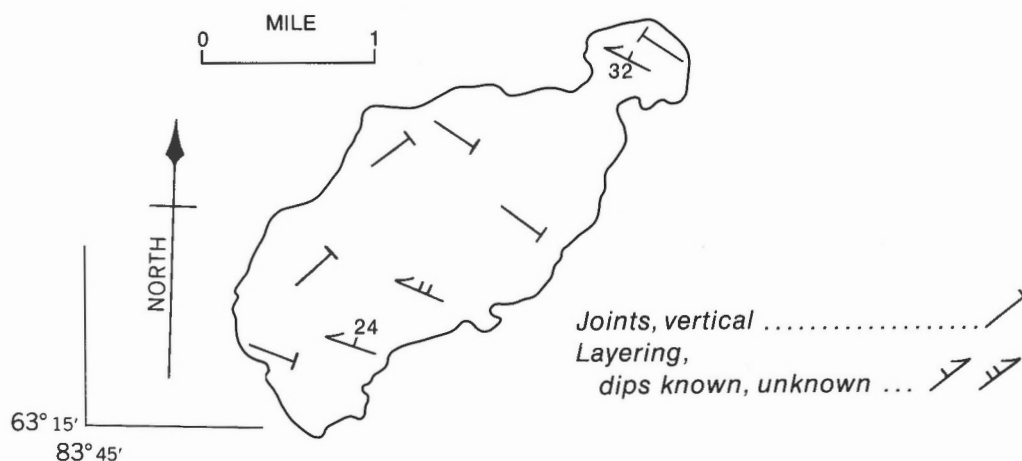 MILE
0 1
32
NORTH
24
63° 15'
83° 45'
Joints, vertical .....................
Layering,
dips known, unknown ...